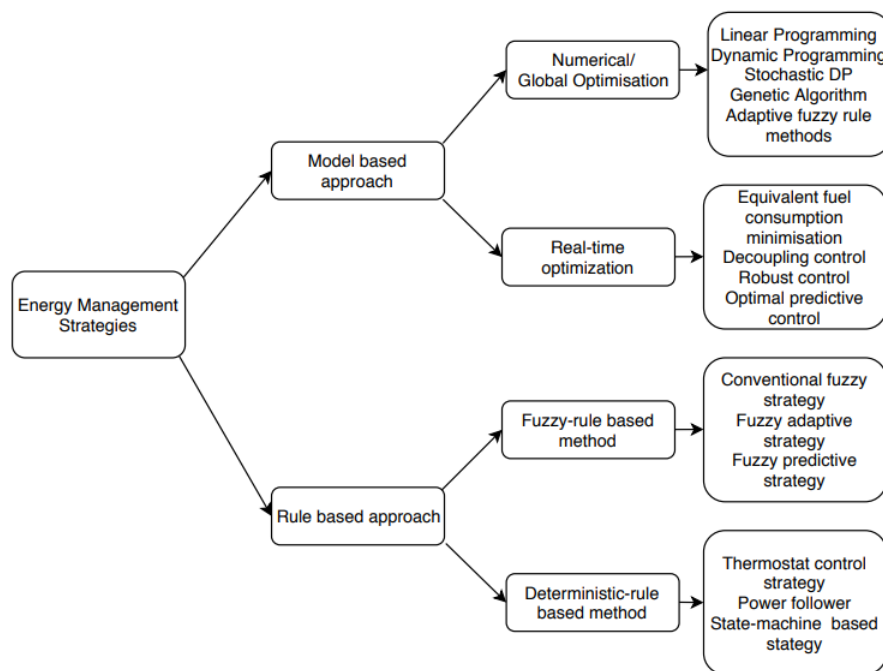 Linear Programming
Dynamic Programming
Stochastic DP
Genetic Algorithm
Adaptive fuzzy rule
methods
Numerical/
Global Optimisation
Model based
approach
Equivalent fuel
consumption
minimisation
Decoupling control
Robust control
Optimal predictive
control
Real-time
optimization
Energy Management
Strategies
Conventional fuzzy
strategy
Fuzzy adaptive
strategy
Fuzzy predictive
strategy
Fuzzy-rule based
method
Rule based approach
Thermostat control
strategy
Power follower
State-machine based
stategy
Deterministic-rule
based method